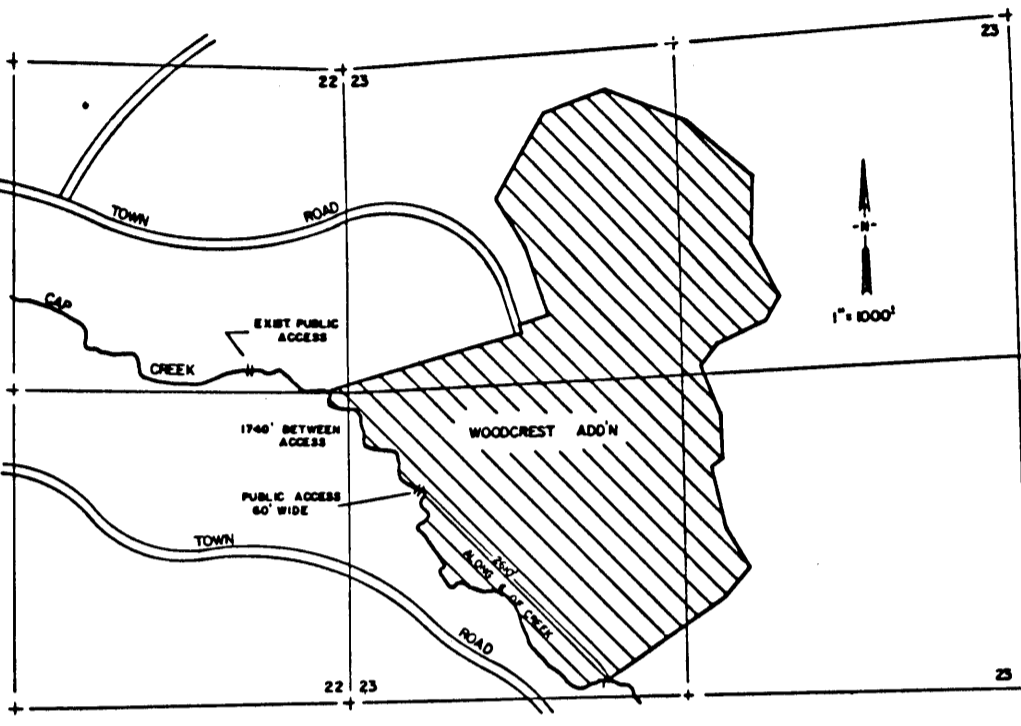 23
22 23
TOWN ROAD
-N-
CAP
1" = 1000'
EXIST. PUBLIC
ACCESS
CREEK
1740' BETWEEN
ACCESS
WOODCREST ADD'N
PUBLIC ACCESS
60' WIDE
TOWN
ALONG ℄ OF CREEK
ROAD
22 23
23